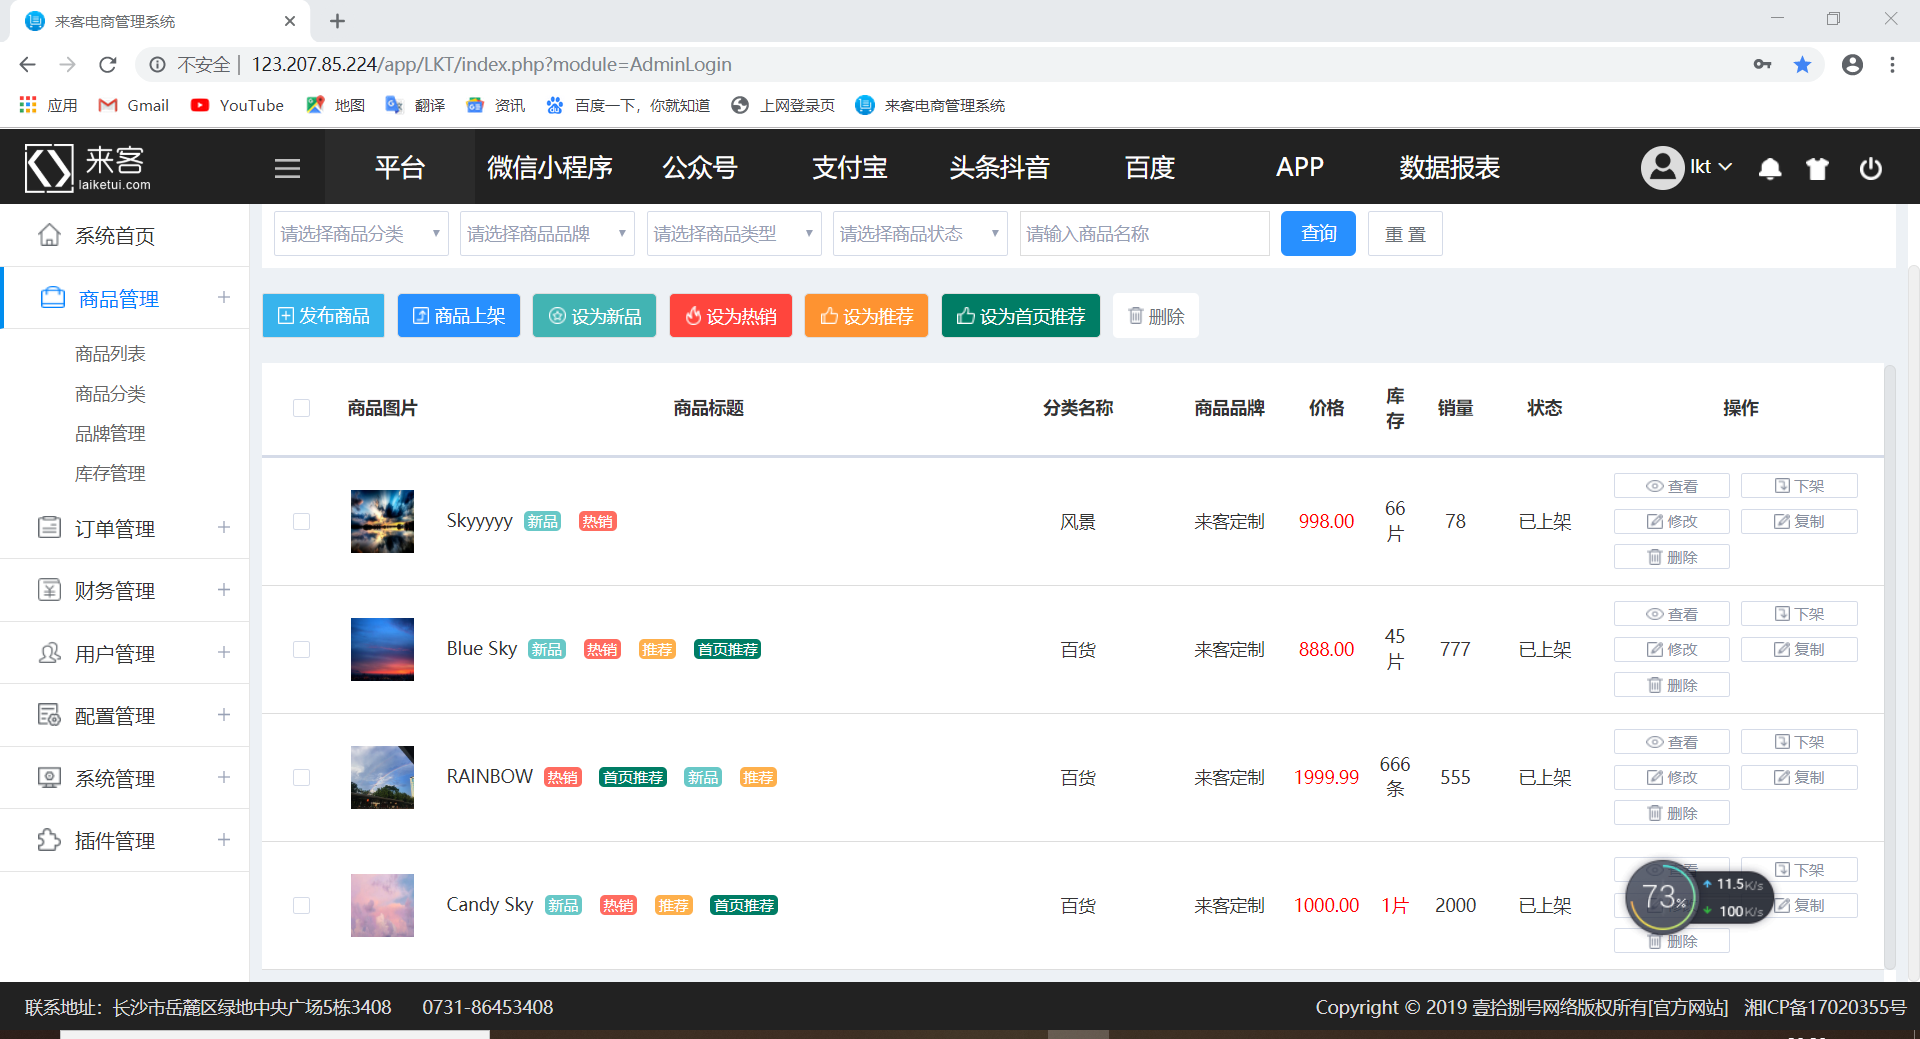 来客电商管理系统
不安全 | 123.207.85.224/app/LKT/index.php?module=AdminLogin
应用 Gmail YouTube 地图 翻译 资讯 百度一下，你就知道 上网登录页 来客电商管理系统
来客
laiketui.com
平台 微信小程序 公众号 支付宝 头条抖音 百度 APP 数据报表 lkt
系统首页
商品管理 +
商品列表
商品分类
品牌管理
库存管理
订单管理 +
财务管理 +
用户管理 +
配置管理 +
系统管理 +
插件管理 +
请选择商品分类 请选择商品品牌 请选择商品类型 请选择商品状态 请输入商品名称 查询 重 置
发布商品 商品上架 设为新品 设为热销 设为推荐 设为首页推荐 删除
商品图片 商品标题 分类名称 商品品牌 价格 库存 销量 状态 操作
Skyyyyy 新品 热销 风景 来客定制 998.00 66片 78 已上架
查看 下架
修改 复制
删除
Blue Sky 新品 热销 推荐 首页推荐 百货 来客定制 888.00 45片 777 已上架
查看 下架
修改 复制
删除
RAINBOW 热销 首页推荐 新品 推荐 百货 来客定制 1999.99 666条 555 已上架
查看 下架
修改 复制
删除
Candy Sky 新品 热销 推荐 首页推荐 百货 来客定制 1000.00 1片 2000 已上架
下架
复制
删除
73%
11.5K/s
100K/s
联系地址：长沙市岳麓区绿地中央广场5栋3408 0731-86453408
Copyright © 2019 壹拾捌号网络版权所有[官方网站] 湘ICP备17020355号